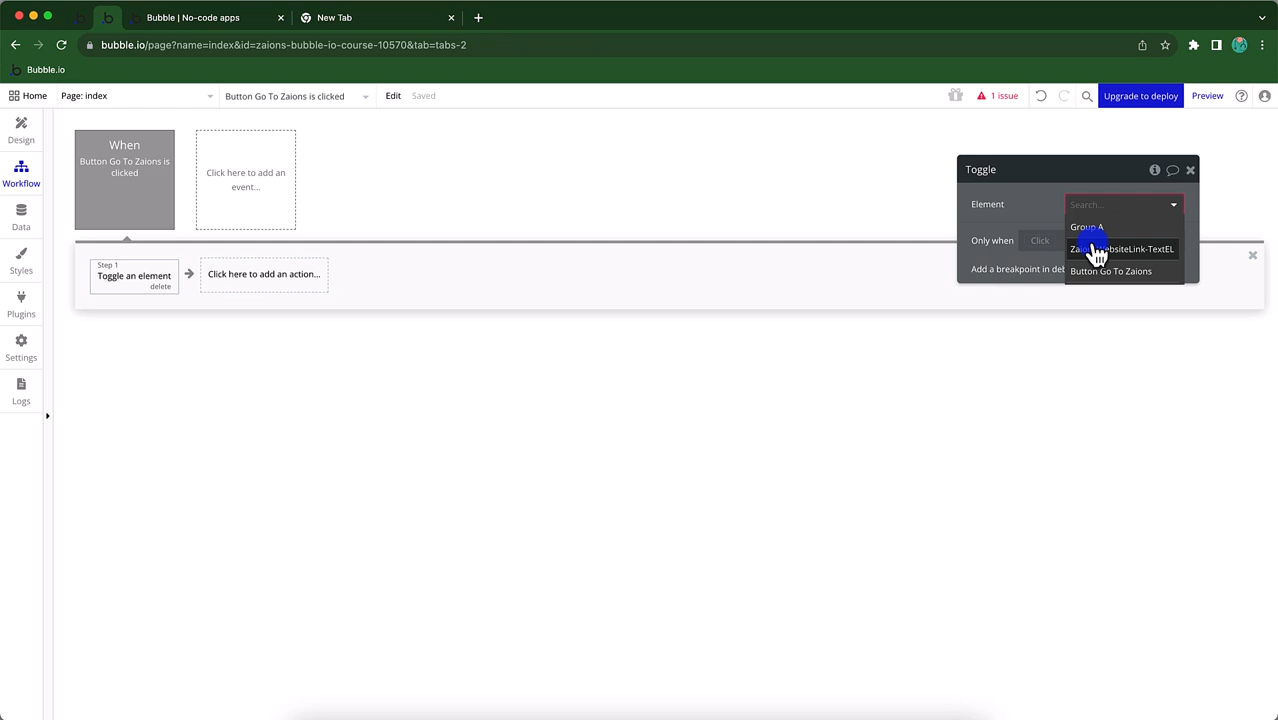 Bubble | No-code apps
New Tab
bubble.io/page?name=index&id=zaions-bubble-io-course-10570&tab=tabs-2
Bubble.io
Home
Page: index
Button Go To Zaions is clicked
Edit
Saved
1 issue
Upgrade to deploy
Preview
Design
Workflow
Data
Styles
Plugins
Settings
Logs
When
Button Go To Zaions is
clicked
Click here to add an
event...
Step 1
Toggle an element
delete
Click here to add an action...
Toggle
Element
Search...
Group A
WebsiteLink-TextEL
Button Go To Zaions
Only when
Click
Add a breakpoint in deb